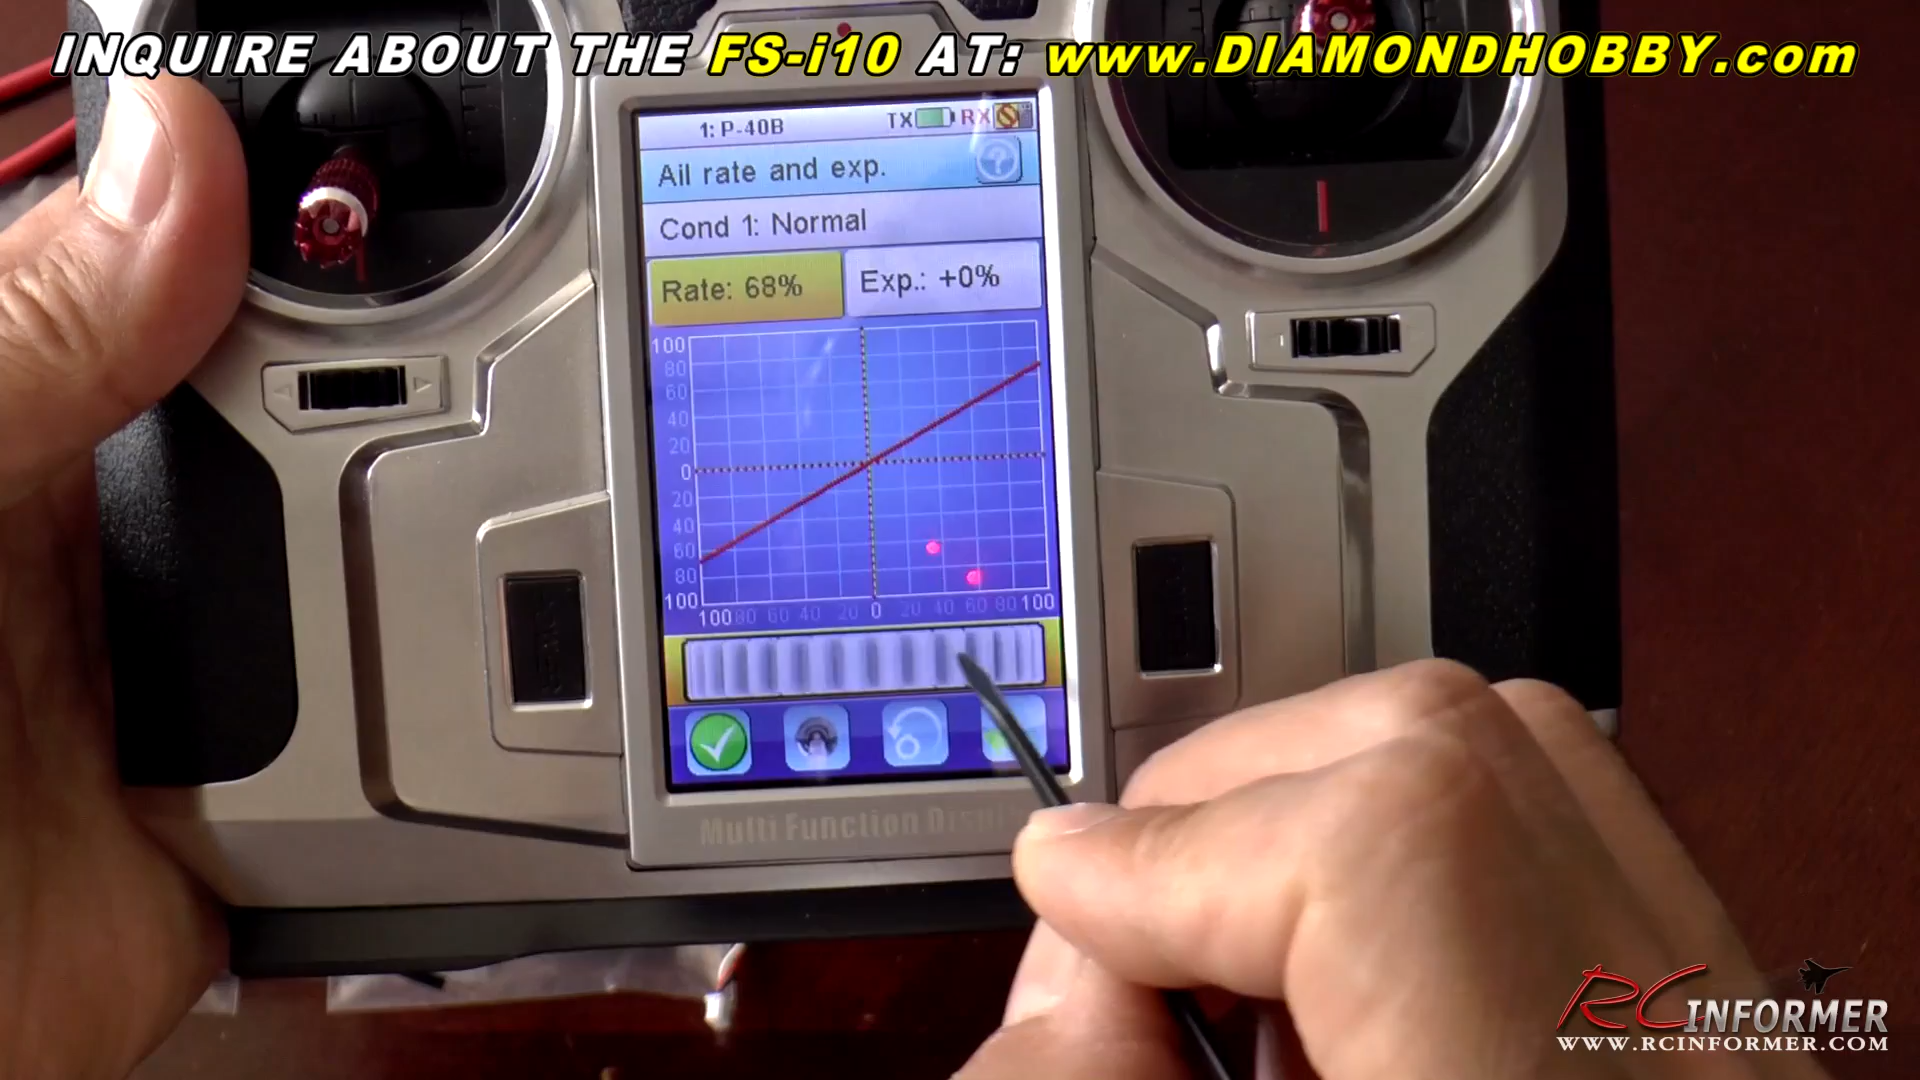 INQUIRE ABOUT THE FS-i10 AT: www.DIAMONDHOBBY.com
1: P-40B TX RX
Ail rate and exp. ?
Cond 1: Normal
Rate: 68% Exp.: +0%
100
80
60
40
20
0
20
40
60
80
100
100 80 60 40 20 0 20 40 60 80 100
Multi Function Display
RC INFORMER
WWW.RCINFORMER.COM